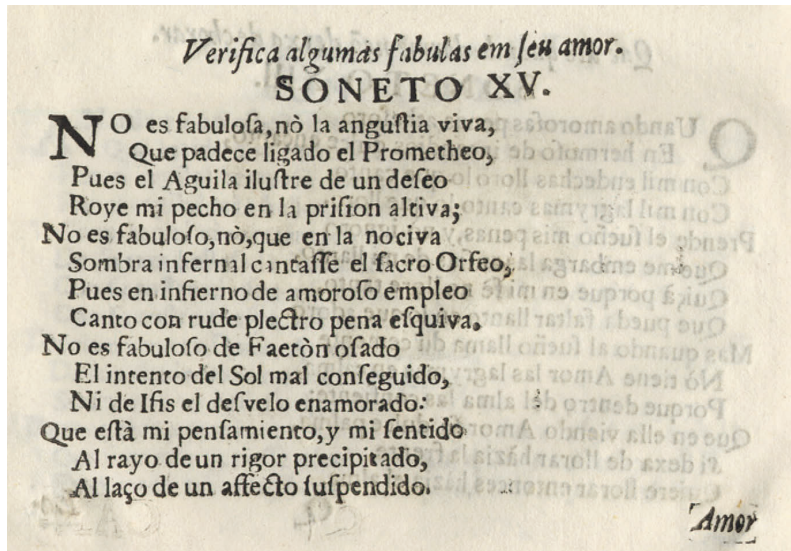 Verifica algumas fabulas em seu amor.
SONETO XV.
NO es fabulosa, nò la angustia viva,
Que padece ligado el Prometheo,
Pues el Aguila ilustre de un deseo
Roye mi pecho en la prision altiva;
No es fabuloso, nò, que en la nociva
Sombra infernal cantasse el sacro Orfeo,
Pues en infierno de amoroso empleo
Canto con rude plectro pena esquiva.
No es fabuloso de Faetòn osado
El intento del Sol mal conseguido,
Ni de Ifis el desvelo enamorado:
Que està mi pensamiento, y mi sentido
Al rayo de un rigor precipitado,
Al laço de un affecto suspendido.
Amor